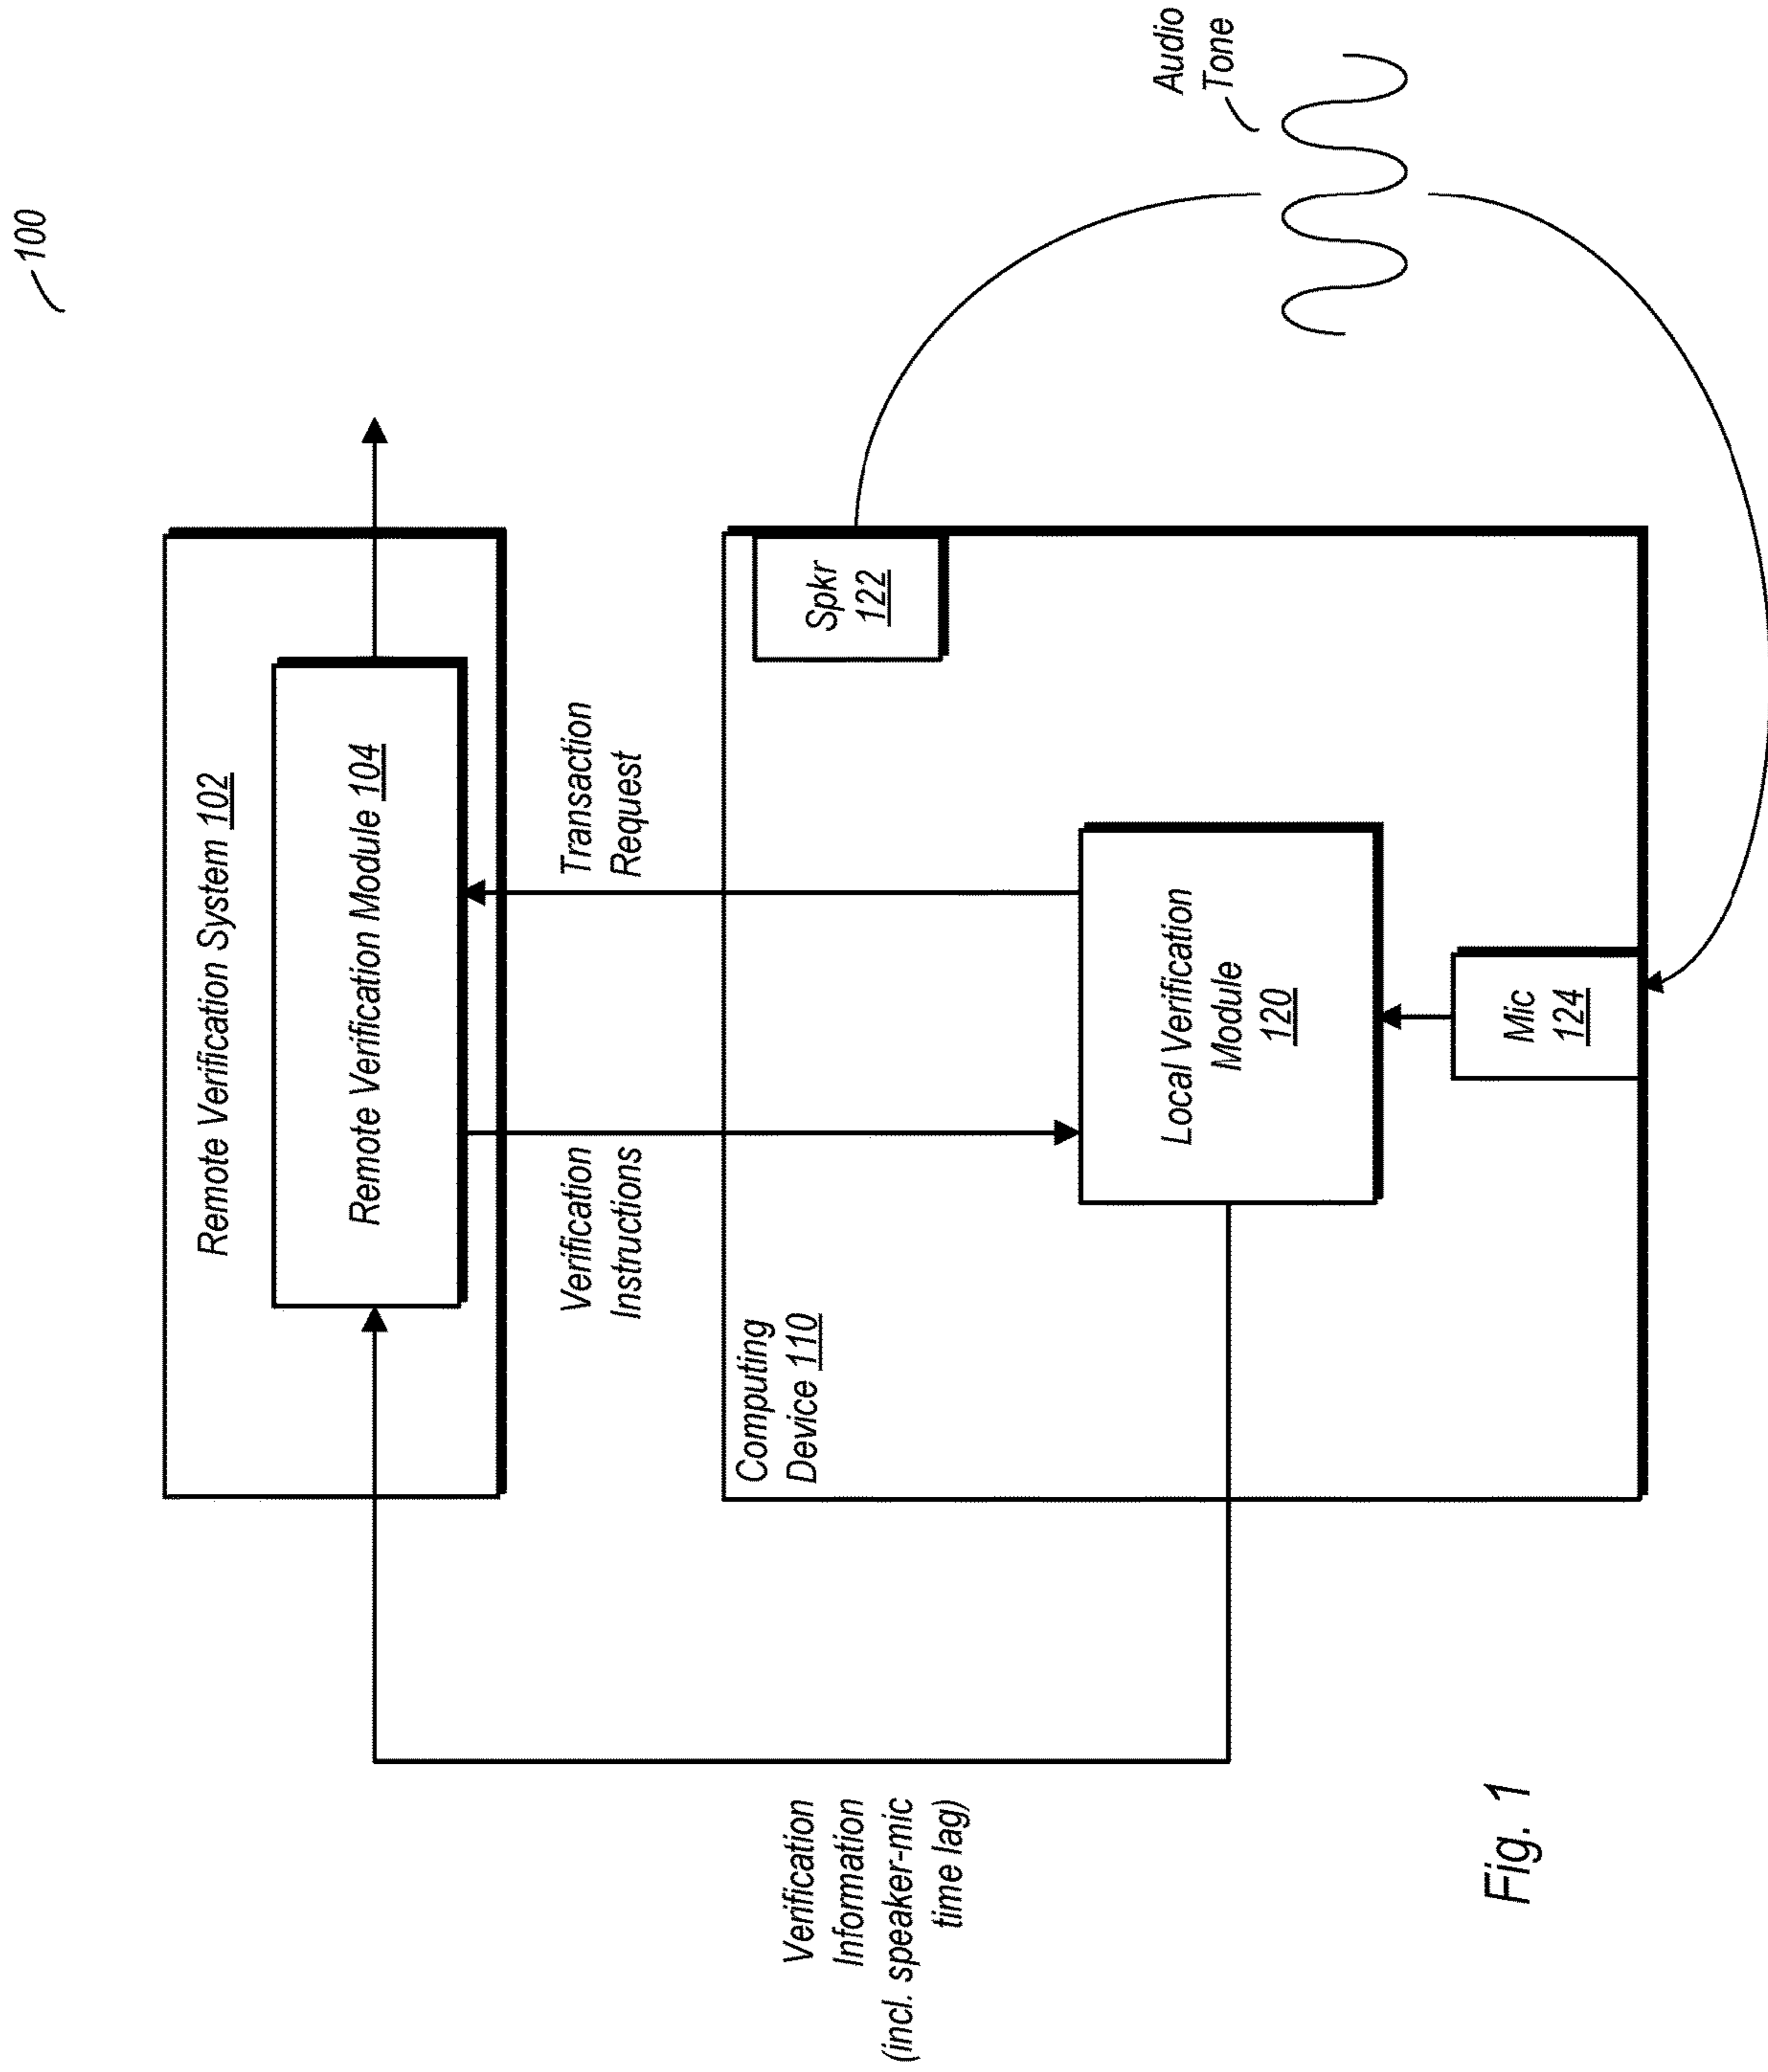 100
Remote Verification System 102
Remote Verification Module 104
Verification
Instructions
Transaction
Request
Verification
Information
(incl. speaker-mic
time lag)
Computing
Device 110
Spkr
122
Local Verification
Module
120
Mic
124
Audio
Tone
Fig. 1